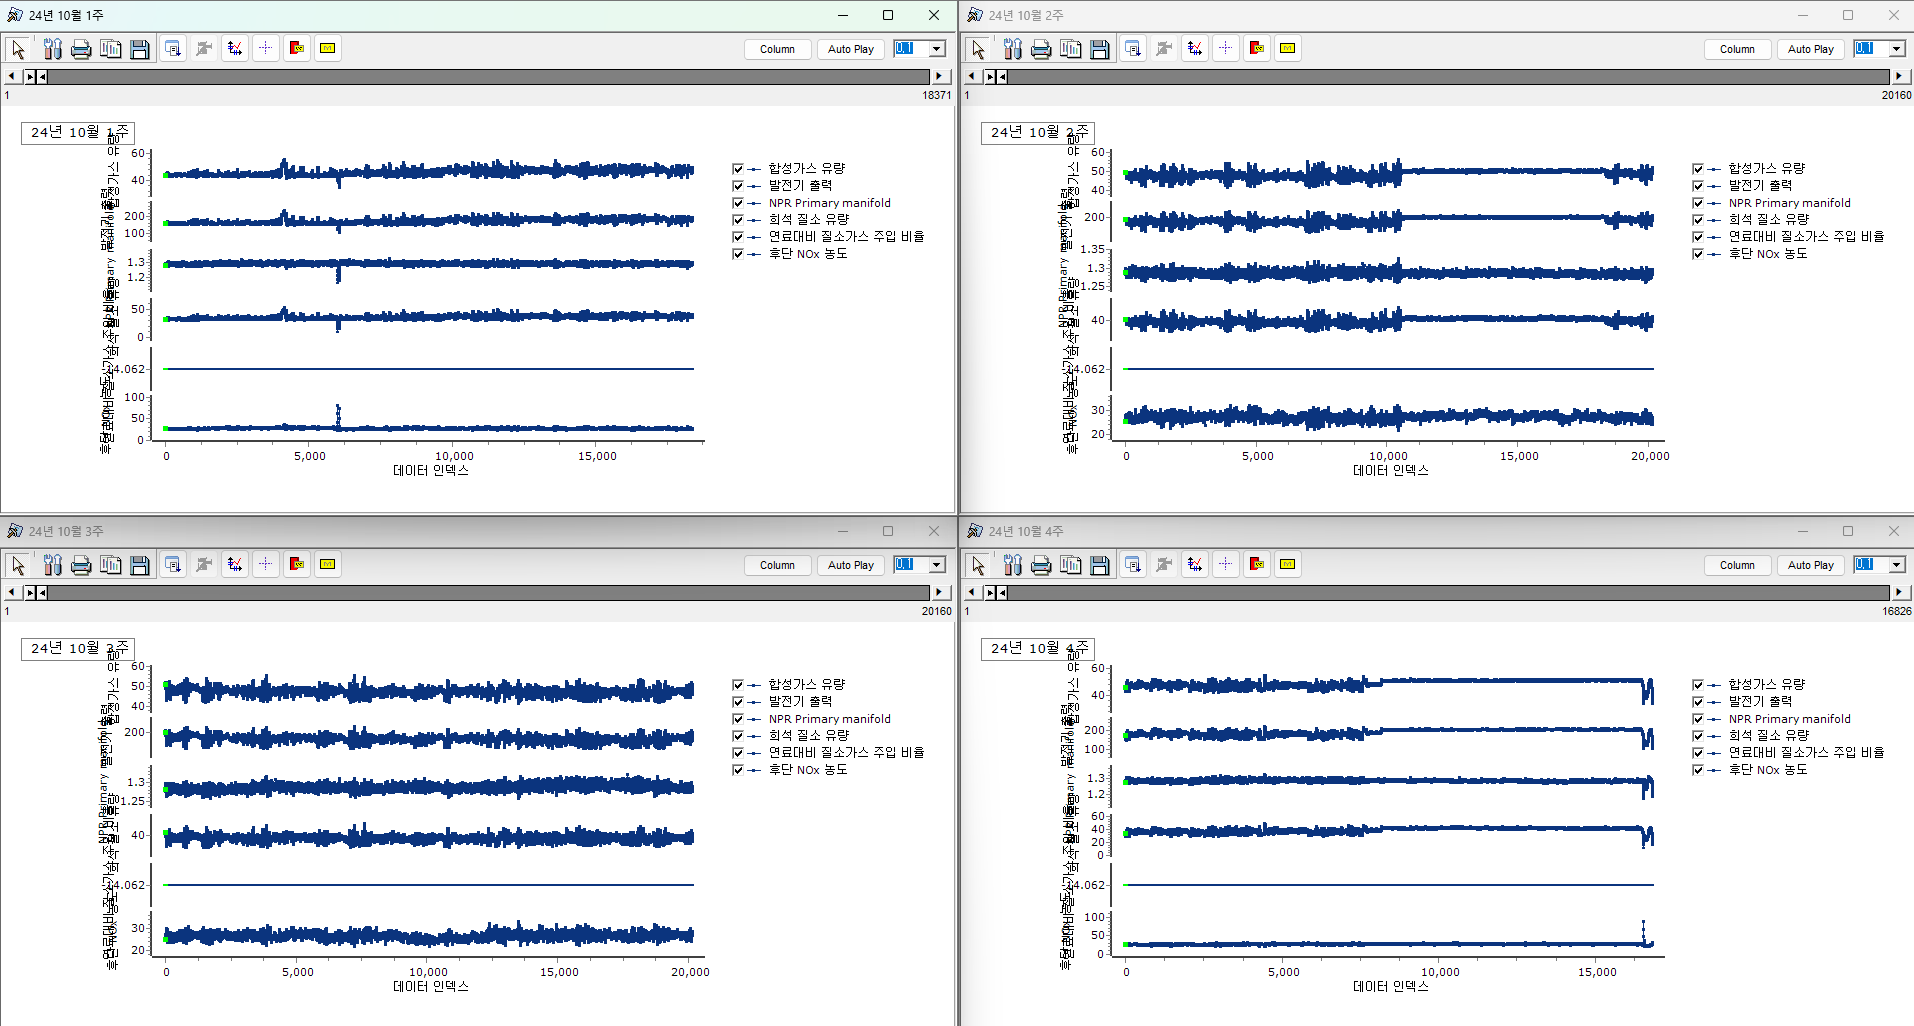 24년 10월 1주
Column
Auto Play
0.1
1
18371
24년 10월 1주
60
40
200
100
1.3
1.2
50
0
100
50
0
0
5,000
10,000
15,000
데이터 인덱스
합성가스 유량
발전기 출력
NPR Primary manifold
희석 질소 유량
연료대비 질소가스 주입 비율
후단 NOx 농도
24년 10월 2주
Column
Auto Play
0.1
1
20160
24년 10월 2주
60
50
40
200
1.35
1.3
1.25
40
30
20
0
5,000
10,000
15,000
20,000
데이터 인덱스
합성가스 유량
발전기 출력
NPR Primary manifold
희석 질소 유량
연료대비 질소가스 주입 비율
후단 NOx 농도
24년 10월 3주
Column
Auto Play
0.1
1
20160
24년 10월 3주
60
50
40
200
1.3
1.25
40
30
20
0
5,000
10,000
15,000
20,000
데이터 인덱스
합성가스 유량
발전기 출력
NPR Primary manifold
희석 질소 유량
연료대비 질소가스 주입 비율
후단 NOx 농도
24년 10월 4주
Column
Auto Play
0.1
1
16826
24년 10월 4주
60
40
200
100
1.3
1.2
60
40
20
0
100
50
0
0
5,000
10,000
15,000
데이터 인덱스
합성가스 유량
발전기 출력
NPR Primary manifold
희석 질소 유량
연료대비 질소가스 주입 비율
후단 NOx 농도